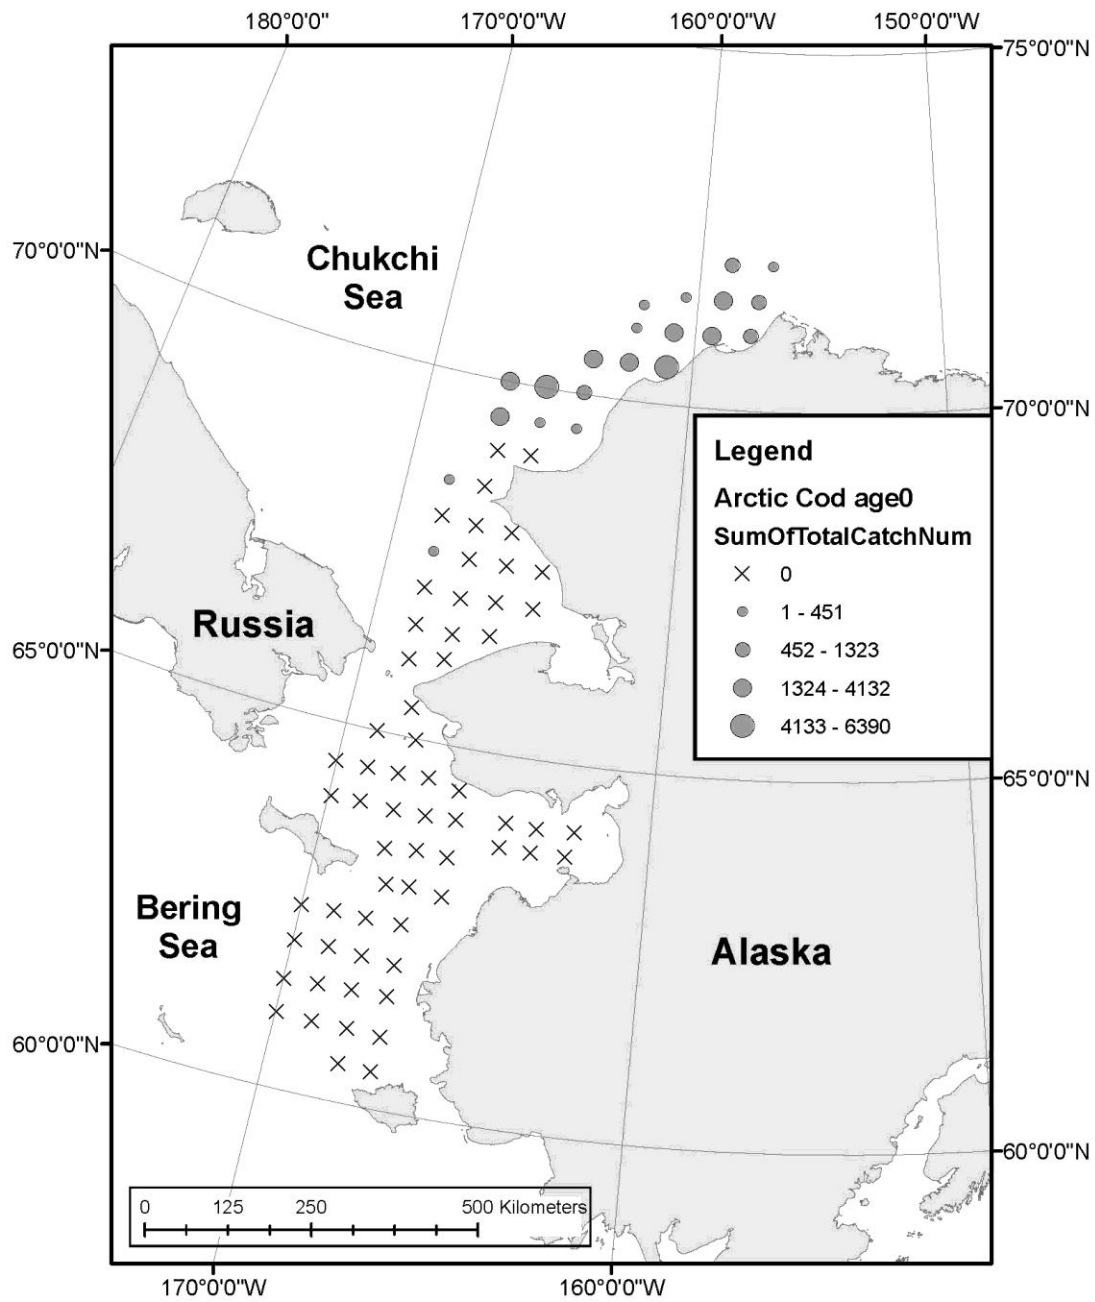 180°0'0"
170°0'0"W
160°0'0"W
150°0'0"W
75°0'0"N
70°0'0"N
Chukchi
Sea
70°0'0"N
Legend
Arctic Cod age0
SumOfTotalCatchNum
0
1 - 451
452 - 1323
1324 - 4132
4133 - 6390
Russia
65°0'0"N
65°0'0"N
Bering
Sea
Alaska
60°0'0"N
60°0'0"N
0 125 250 500 Kilometers
170°0'0"W
160°0'0"W